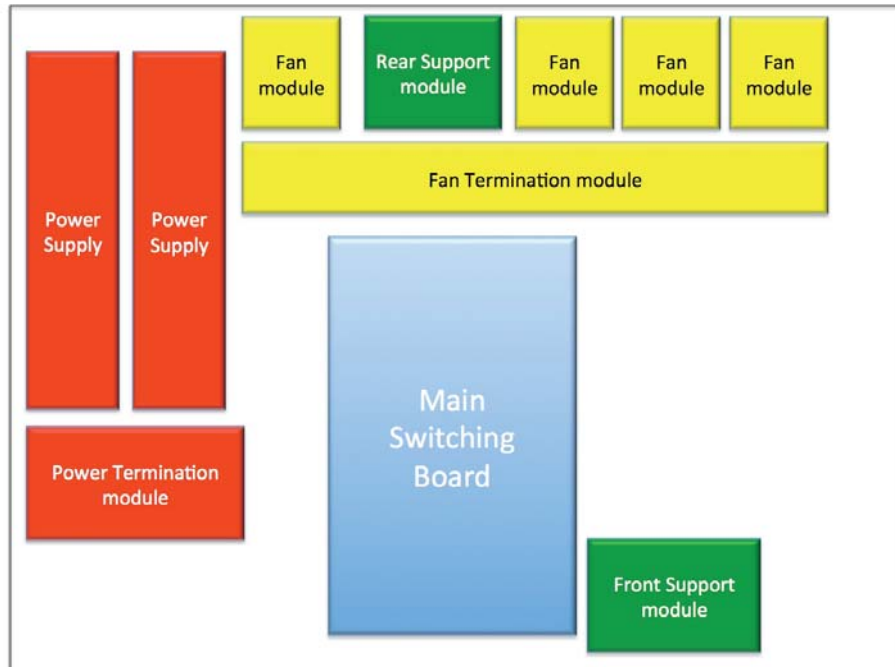 Fan
module
Rear Support
module
Fan
module
Fan
module
Fan
module
Fan Termination module
Power
Supply
Power
Supply
Main
Switching
Board
Power Termination
module
Front Support
module